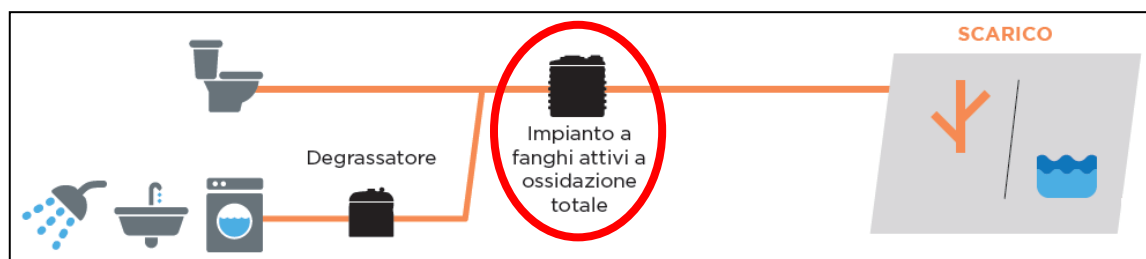 SCARICO
Degrassatore
Impianto a
fanghi attivi a
ossidazione
totale